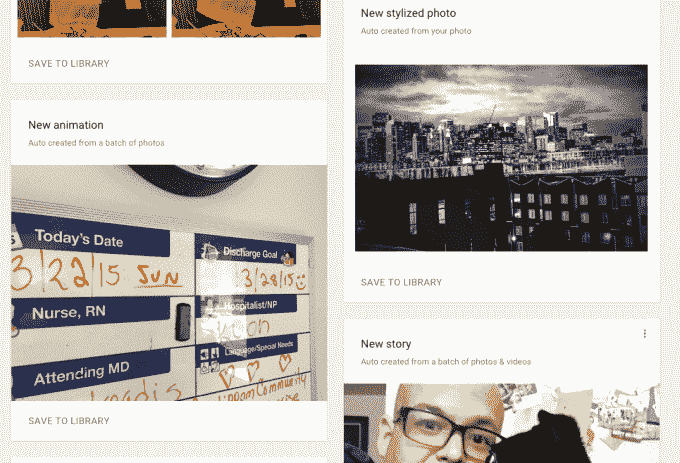 SAVE TO LIBRARY
New animation
Auto created from a batch of photos
Today's Date
3/22/15 SUN
Nurse, RN
Attending MD
Discharge Goal
3/28/15
Hospitalist/NP
Language/Special Needs
Community
SAVE TO LIBRARY
New stylized photo
Auto created from your photo
SAVE TO LIBRARY
New story
Auto created from a batch of photos & videos